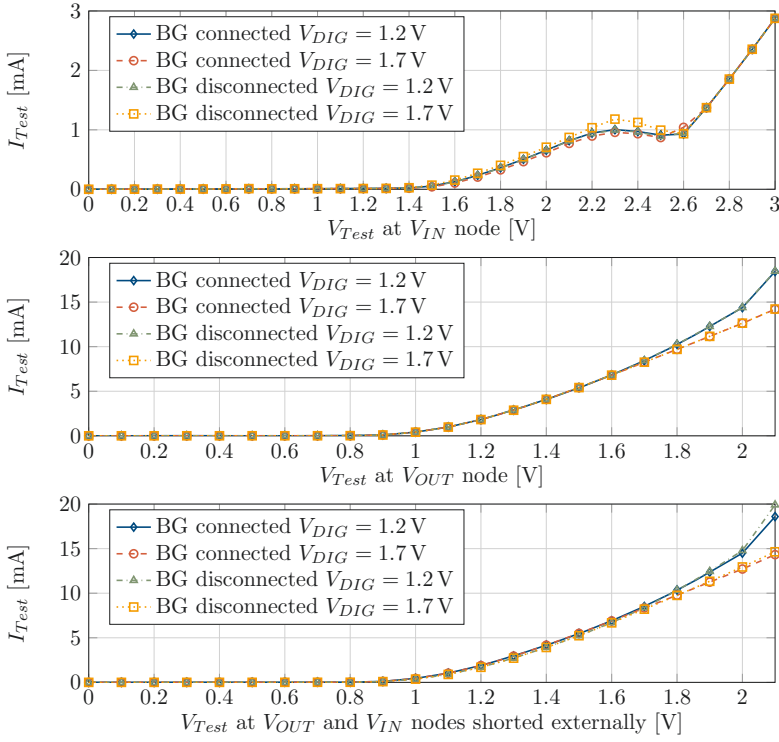 3
2
1
0
I_Test [mA]
BG connected V_DIG = 1.2 V
BG connected V_DIG = 1.7 V
BG disconnected V_DIG = 1.2 V
BG disconnected V_DIG = 1.7 V
0 0.2 0.4 0.6 0.8 1 1.2 1.4 1.6 1.8 2 2.2 2.4 2.6 2.8 3
V_Test at V_IN node [V]
20
15
10
5
0
I_Test [mA]
BG connected V_DIG = 1.2 V
BG connected V_DIG = 1.7 V
BG disconnected V_DIG = 1.2 V
BG disconnected V_DIG = 1.7 V
0 0.2 0.4 0.6 0.8 1 1.2 1.4 1.6 1.8 2
V_Test at V_OUT node [V]
20
15
10
5
0
I_Test [mA]
BG connected V_DIG = 1.2 V
BG connected V_DIG = 1.7 V
BG disconnected V_DIG = 1.2 V
BG disconnected V_DIG = 1.7 V
0 0.2 0.4 0.6 0.8 1 1.2 1.4 1.6 1.8 2
V_Test at V_OUT and V_IN nodes shorted externally [V]